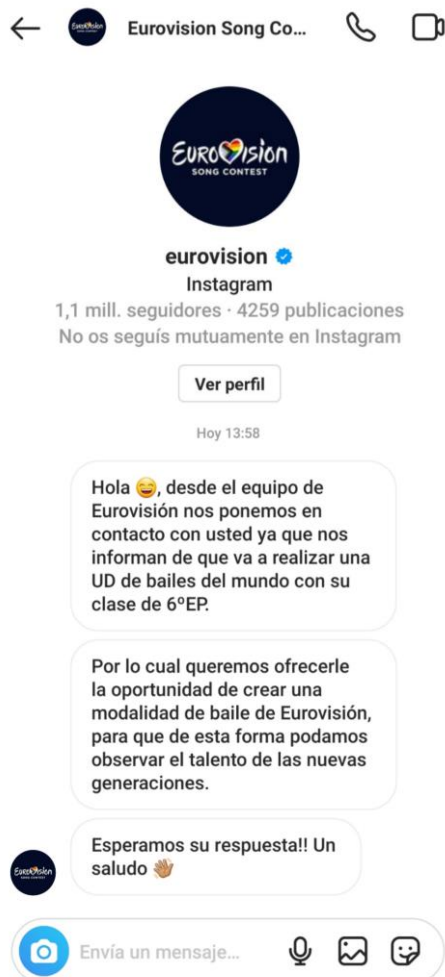 Eurovision Song Co...
EUROVISION
SONG CONTEST
eurovision
Instagram
1,1 mill. seguidores · 4259 publicaciones
No os seguís mutuamente en Instagram
Ver perfil
Hoy 13:58
Hola 😄, desde el equipo de
Eurovisión nos ponemos en
contacto con usted ya que nos
informan de que va a realizar una
UD de bailes del mundo con su
clase de 6ºEP.
Por lo cual queremos ofrecerle
la oportunidad de crear una
modalidad de baile de Eurovisión,
para que de esta forma podamos
observar el talento de las nuevas
generaciones.
Esperamos su respuesta!! Un
saludo 👋🏼
Envía un mensaje...